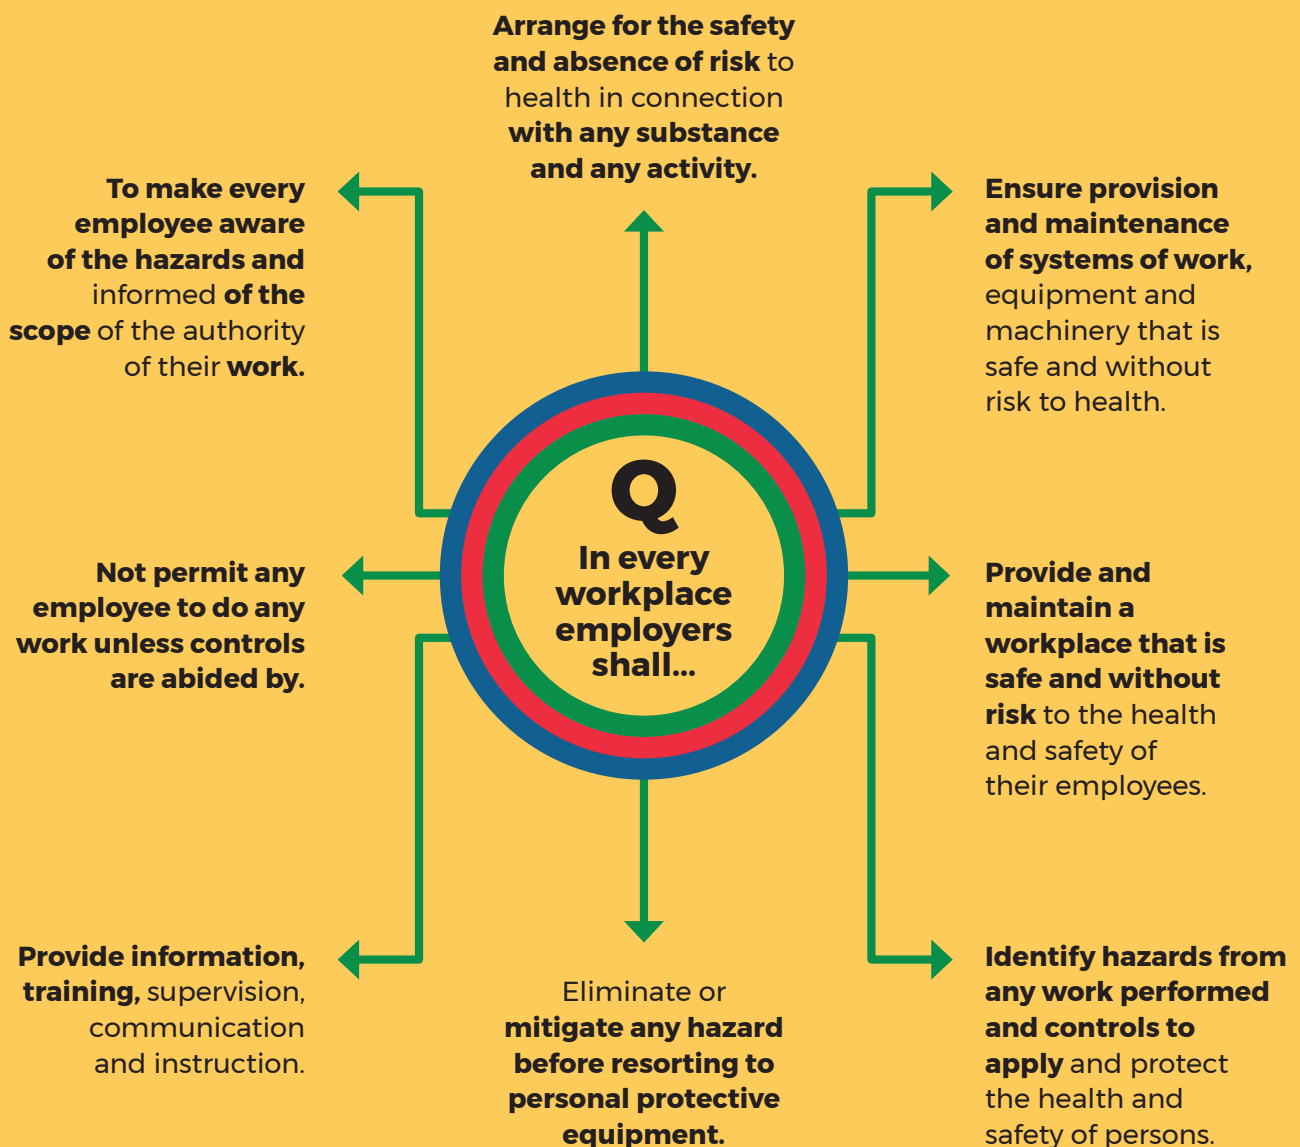 Arrange for the safety
and absence of risk to
health in connection
with any substance
and any activity.
To make every
employee aware
of the hazards and
informed of the
scope of the authority
of their work.
Ensure provision
and maintenance
of systems of work,
equipment and
machinery that is
safe and without
risk to health.
Q
In every
workplace
employers
shall...
Not permit any
employee to do any
work unless controls
are abided by.
Provide and
maintain a
workplace that is
safe and without
risk to the health
and safety of
their employees.
Provide information,
training, supervision,
communication
and instruction.
Eliminate or
mitigate any hazard
before resorting to
personal protective
equipment.
Identify hazards from
any work performed
and controls to
apply and protect
the health and
safety of persons.